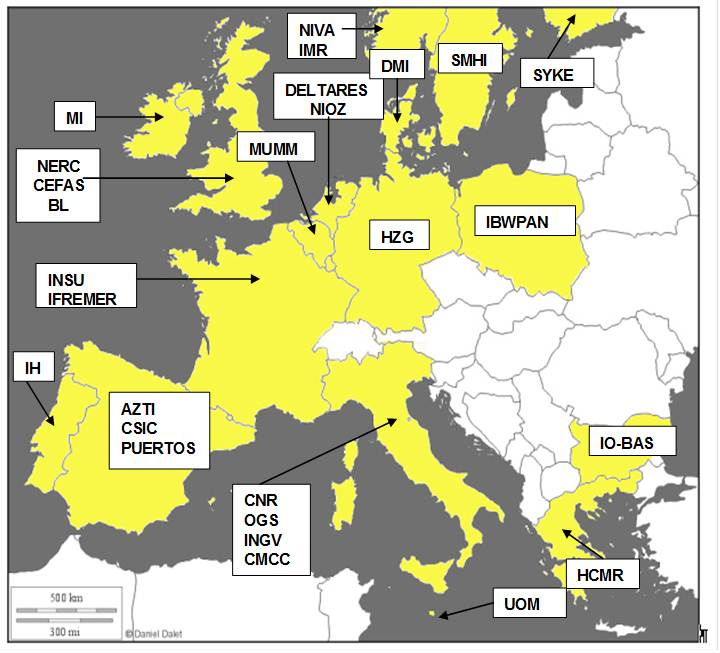 NIVA
IMR
DMI
SMHI
SYKE
DELTARES
NIOZ
MI
MUMM
NERC
CEFAS
BL
HZG
IBWPAN
INSU
IFREMER
IH
AZTI
CSIC
PUERTOS
IO-BAS
CNR
OGS
INGV
CMCC
HCMR
UOM
500 km
300 mi
© Daniel Dalet